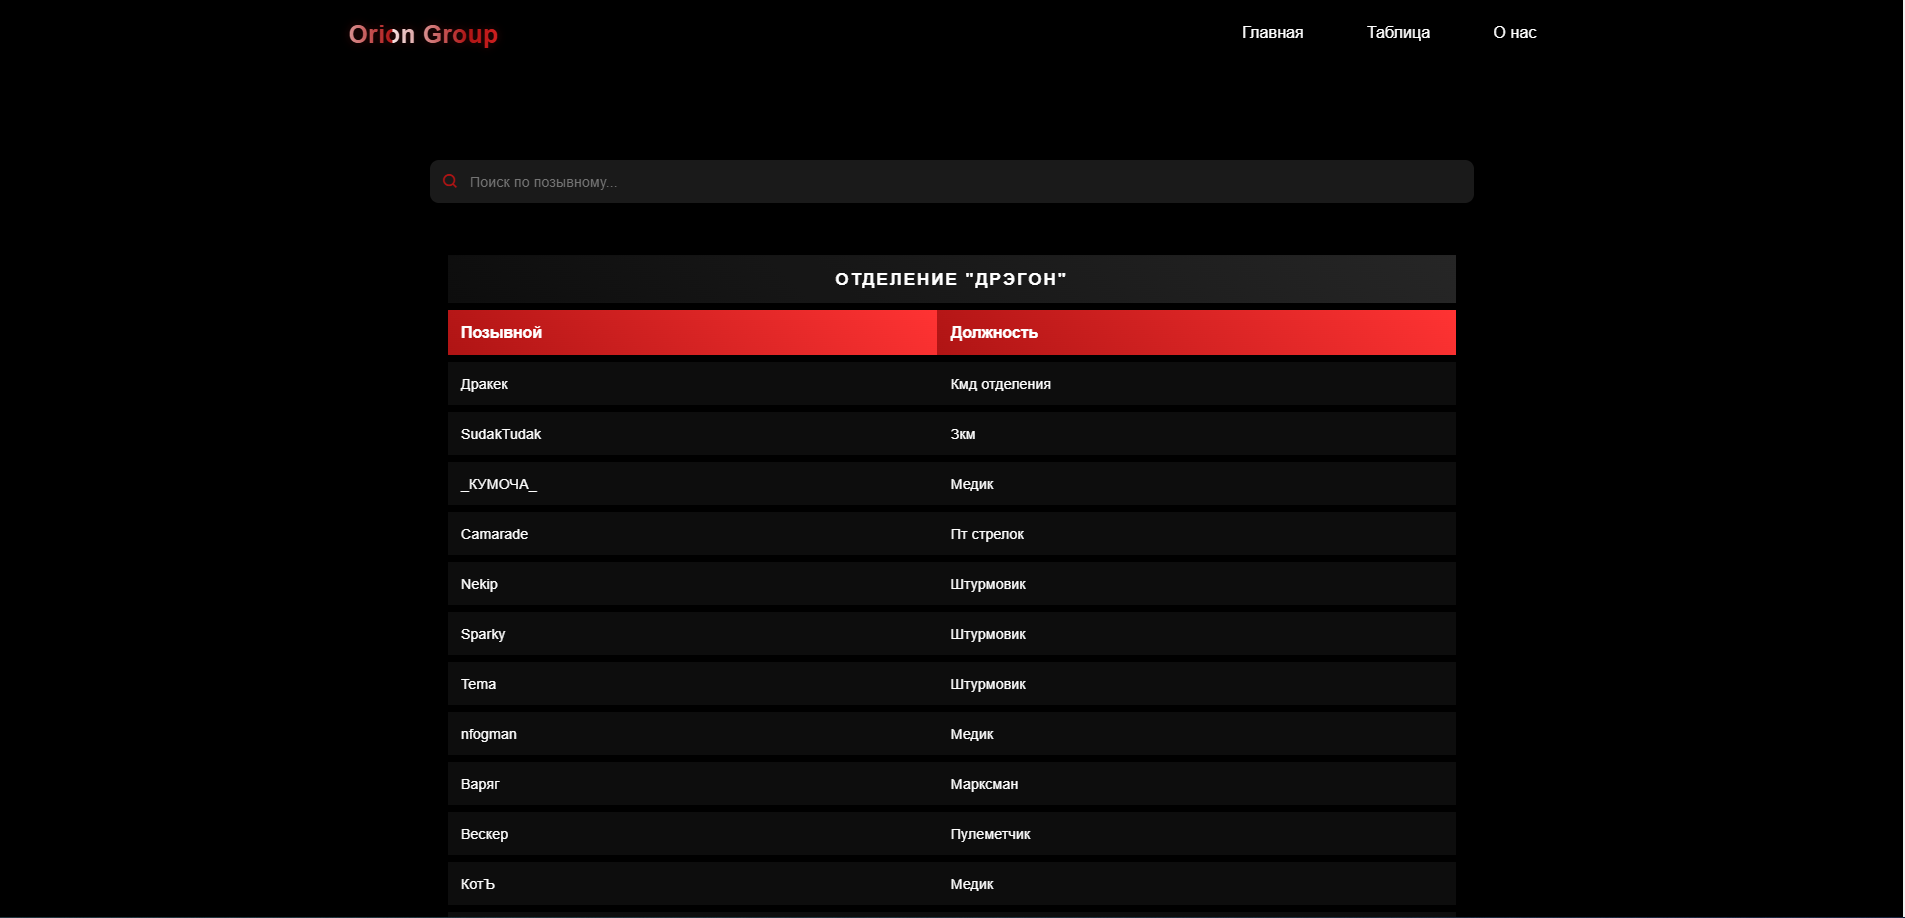 Orion Group
Главная Таблица О нас
Поиск по позывному...
ОТДЕЛЕНИЕ "ДРЭГОН"
Позывной Должность
Дракек Кмд отделения
SudakTudak Зкм
_КУМОЧА_ Медик
Camarade Пт стрелок
Nekip Штурмовик
Sparky Штурмовик
Tema Штурмовик
nfogman Медик
Варяг Марксман
Вескер Пулеметчик
КотЪ Медик